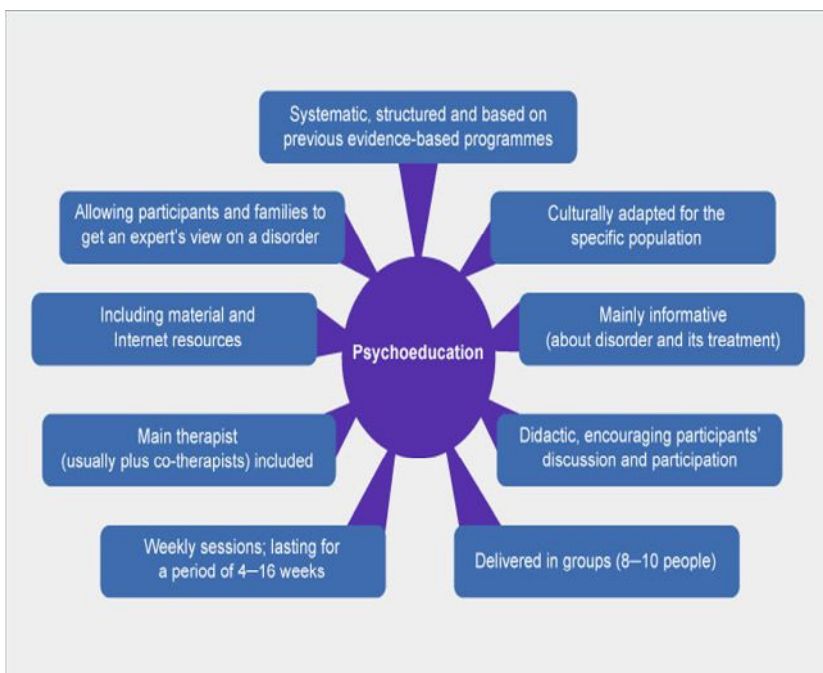 Systematic, structured and based on
previous evidence-based programmes
Allowing participants and families to
get an expert's view on a disorder
Culturally adapted for the
specific population
Including material and
Internet resources
Psychoeducation
Mainly informative
(about disorder and its treatment)
Main therapist
(usually plus co-therapists) included
Didactic, encouraging participants'
discussion and participation
Weekly sessions; lasting for
a period of 4–16 weeks
Delivered in groups (8–10 people)